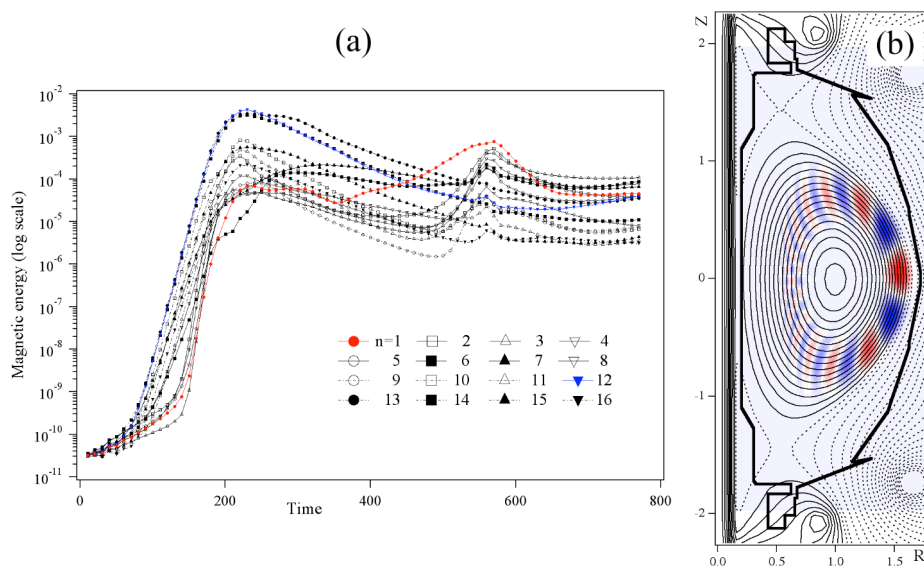 (a)
Magnetic energy (log scale)
10-2
10-3
10-4
10-5
10-6
10-7
10-8
10-9
10-10
10-11
0 200 400 600 800
Time
n=1 2 3 4
5 6 7 8
9 10 11 12
13 14 15 16
(b)
Z
2
1
0
-1
-2
0.0 0.5 1.0 1.5
R